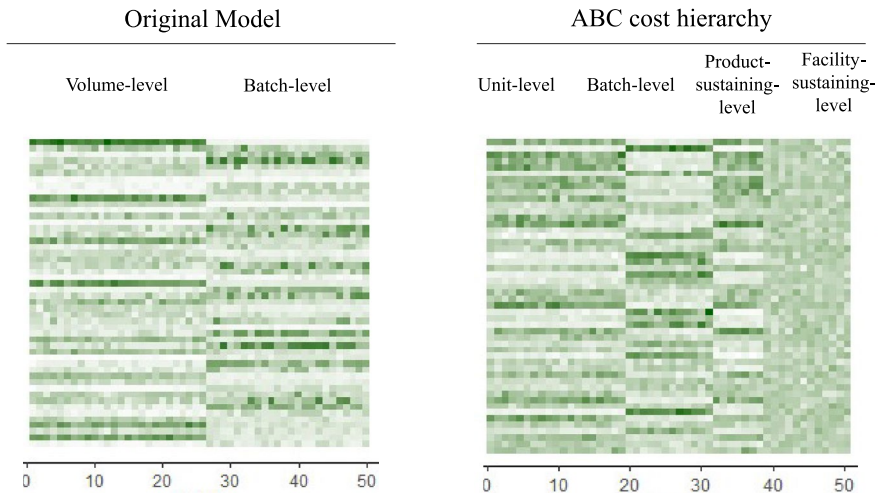 Original Model
Volume-level
Batch-level
0 10 20 30 40 50
ABC cost hierarchy
Unit-level
Batch-level
Product-
sustaining-
level
Facility-
sustaining-
level
0 10 20 30 40 50